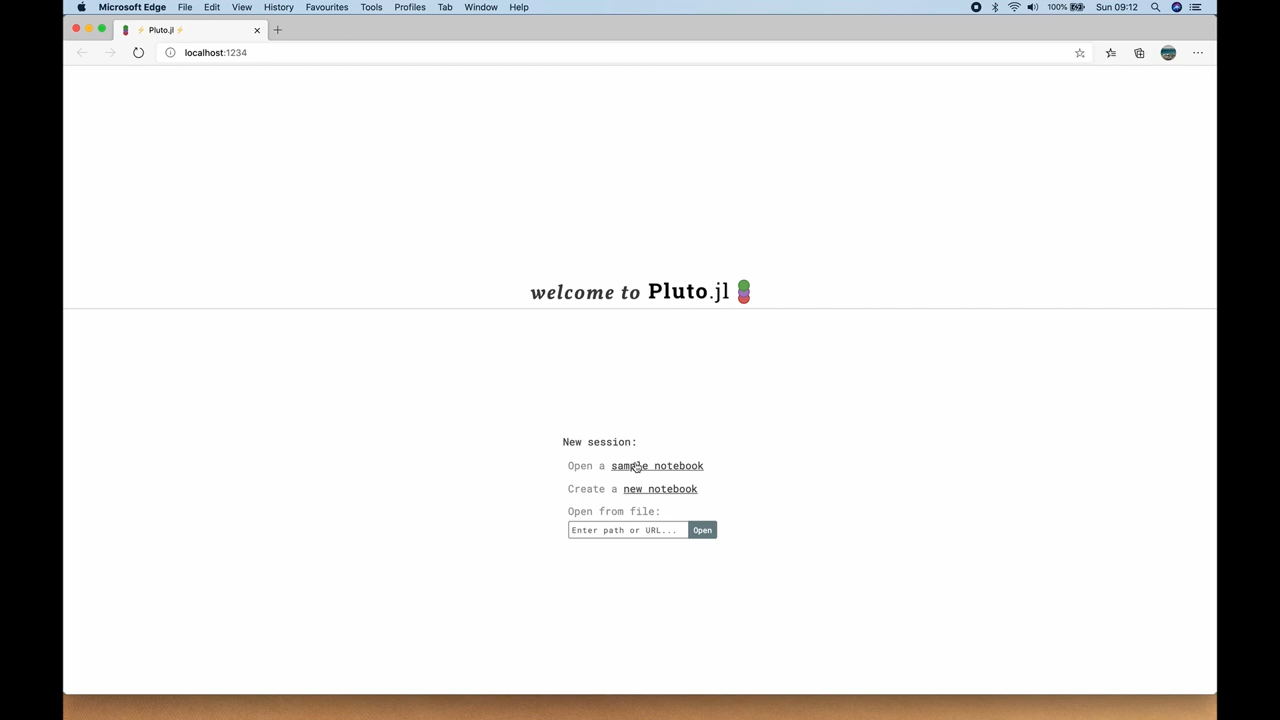 Microsoft Edge File Edit View History Favourites Tools Profiles Tab Window Help 100% Sun 09:12
⚡ Pluto.jl ⚡
localhost:1234
welcome to Pluto.jl
New session:
Open a sample notebook
Create a new notebook
Open from file:
Enter path or URL... Open